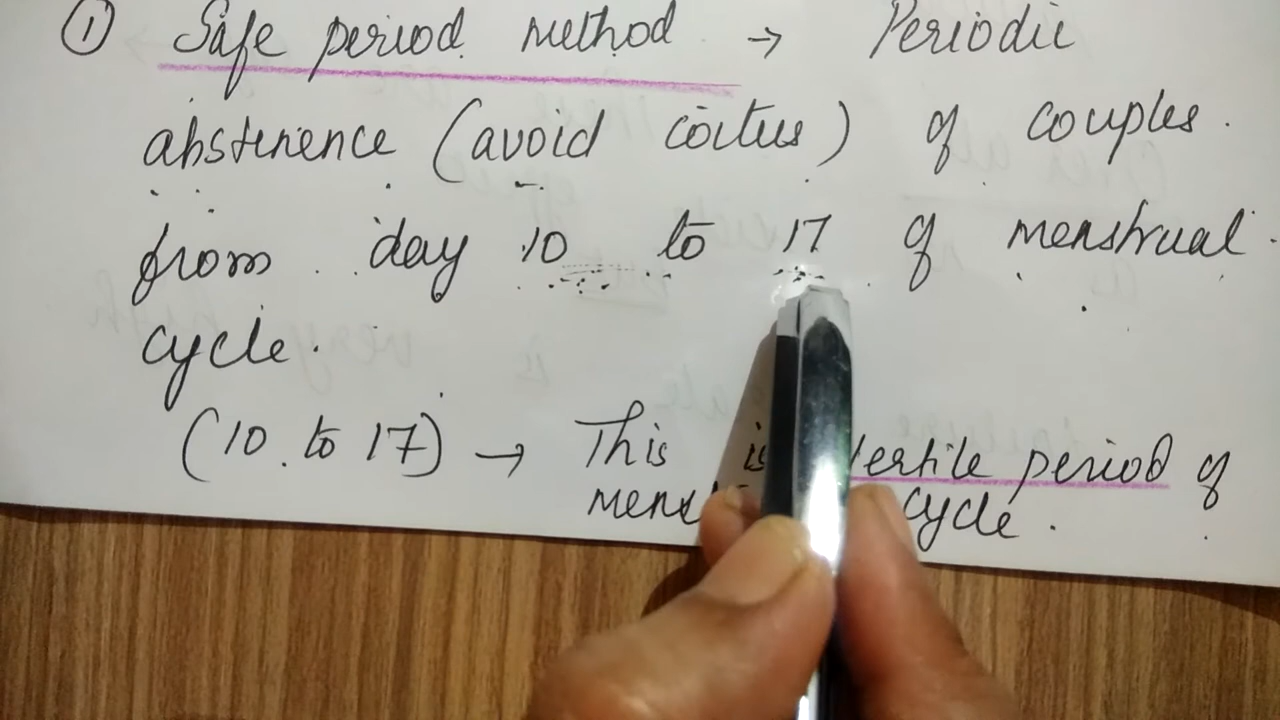 ① Safe period method → Periodic
abstinence (avoid coitus) of couples.
from day 10 to 17 of menstrual
cycle.
(10 to 17) → This is fertile period of
cycle.